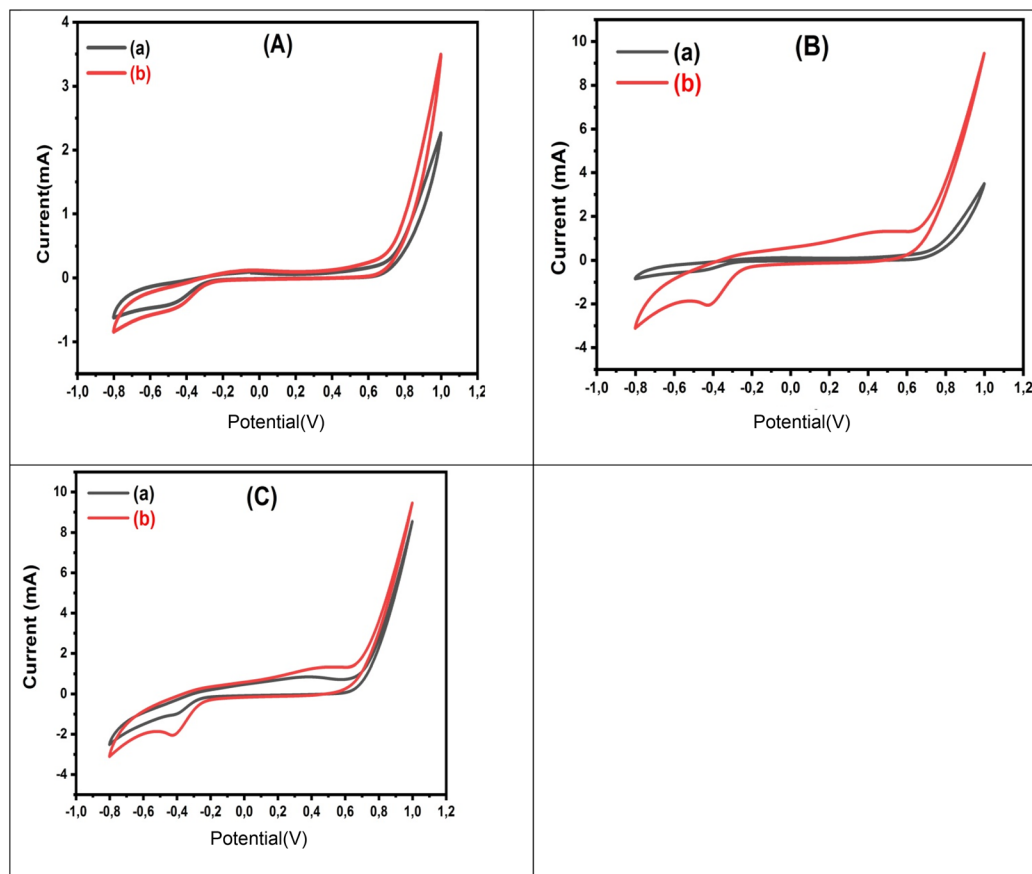 (A)
(a)
(b)
Current(mA)
4
3
2
1
0
-1
-1,0 -0,8 -0,6 -0,4 -0,2 0,0 0,2 0,4 0,6 0,8 1,0 1,2
Potential(V)
(B)
(a)
(b)
Current (mA)
10
8
6
4
2
0
-2
-4
-1,0 -0,8 -0,6 -0,4 -0,2 0,0 0,2 0,4 0,6 0,8 1,0 1,2
Potential(V)
(C)
(a)
(b)
Current (mA)
10
8
6
4
2
0
-2
-4
-1,0 -0,8 -0,6 -0,4 -0,2 0,0 0,2 0,4 0,6 0,8 1,0 1,2
Potential(V)